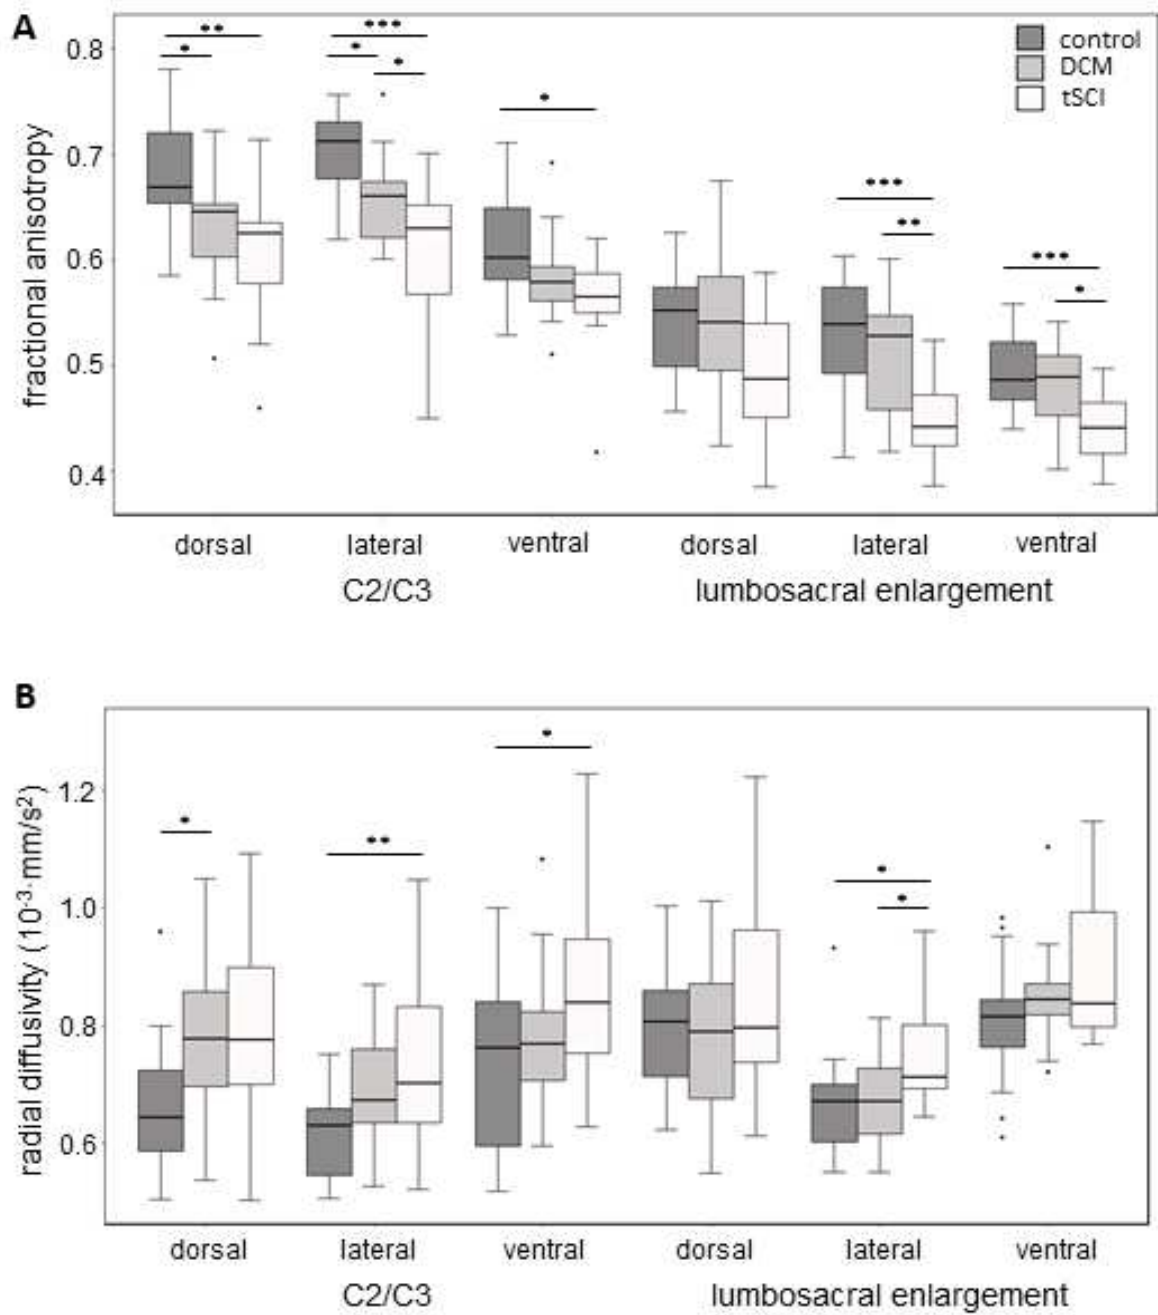 A
** *** control
* * DCM
* tSCI
0.8
*
0.7
***
**
***
0.6
*
0.5
0.4
fractional anisotropy
dorsal lateral ventral dorsal lateral ventral
C2/C3 lumbosacral enlargement
B
*
1.2
*
**
*
1.0
*
0.8
0.6
radial diffusivity (10⁻³·mm/s²)
dorsal lateral ventral dorsal lateral ventral
C2/C3 lumbosacral enlargement